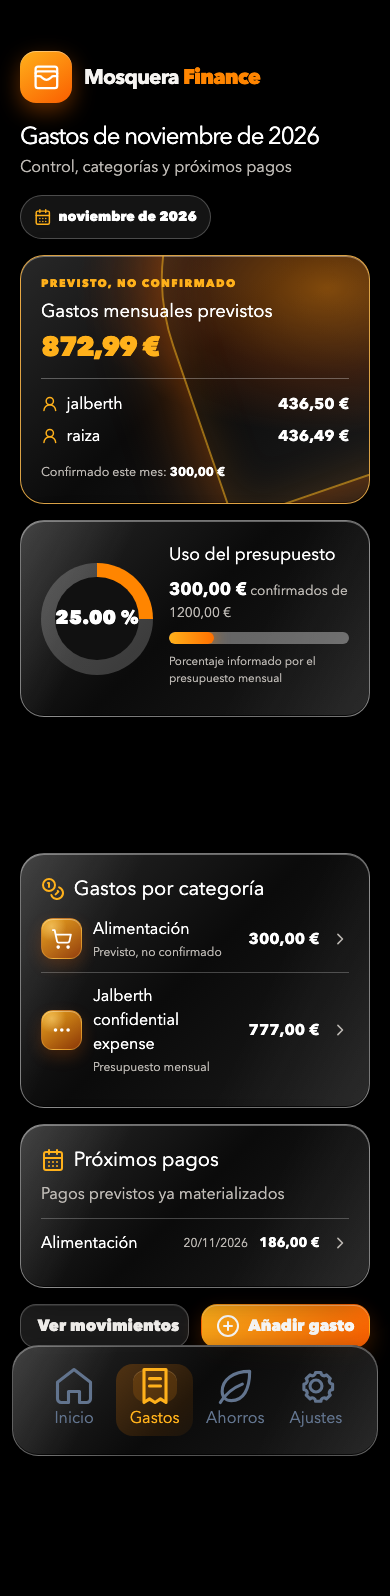 Mosquera Finance
Gastos de noviembre de 2026
Control, categorías y próximos pagos
noviembre de 2026
PREVISTO, NO CONFIRMADO
Gastos mensuales previstos
872,99 €
jalberth 436,50 €
raiza 436,49 €
Confirmado este mes: 300,00 €
Uso del presupuesto
25.00 %
300,00 € confirmados de
1200,00 €
Porcentaje informado por el
presupuesto mensual
Gastos por categoría
Alimentación
Previsto, no confirmado
300,00 €
Jalberth
confidential
expense
Presupuesto mensual
777,00 €
Próximos pagos
Pagos previstos ya materializados
Alimentación 20/11/2026 186,00 €
Ver movimientos Añadir gasto
Inicio Gastos Ahorros Ajustes